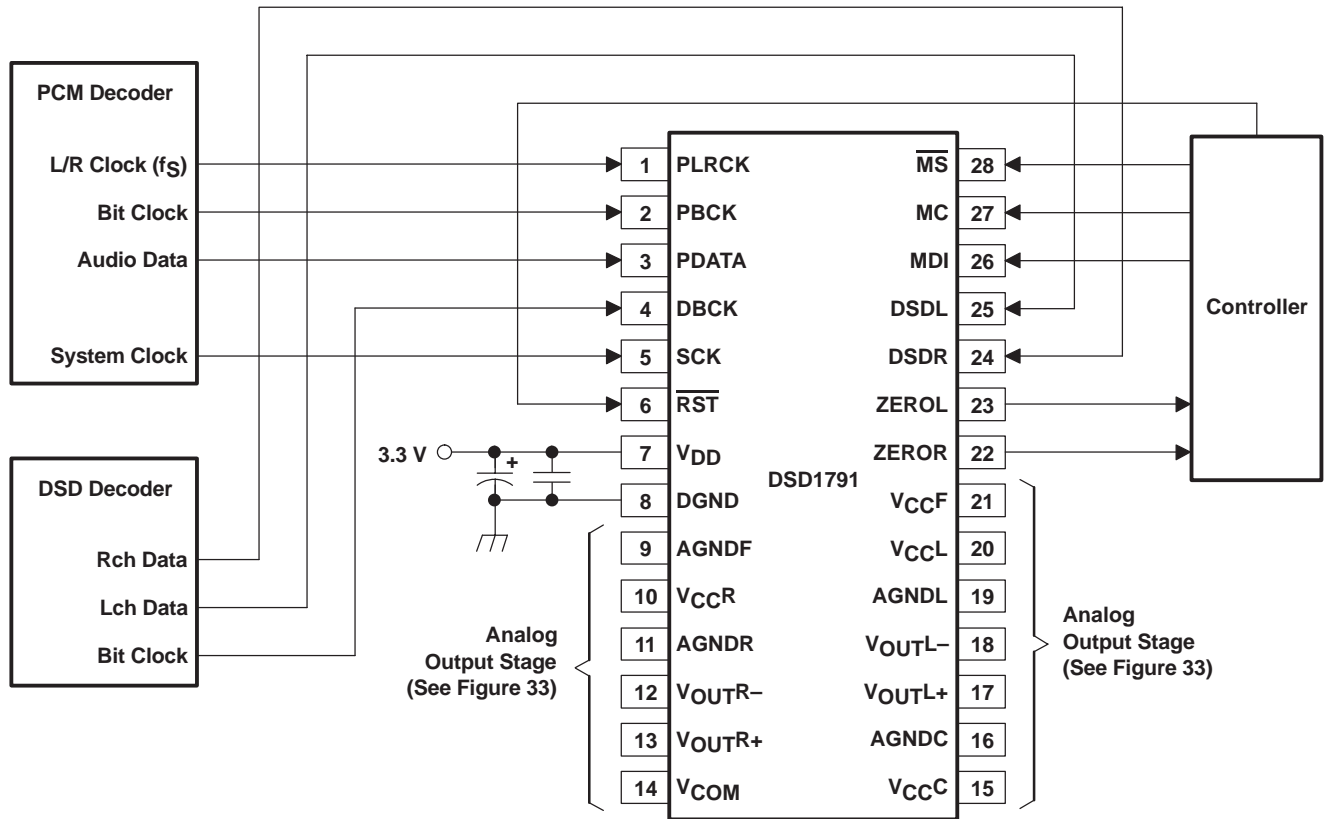 PCM Decoder
L/R Clock (fS)
Bit Clock
Audio Data
System Clock
DSD Decoder
Rch Data
Lch Data
Bit Clock
3.3 V
+
Analog
Output Stage
(See Figure 33)
1 PLRCK
2 PBCK
3 PDATA
4 DBCK
5 SCK
6 RST
7 VDD
8 DGND
9 AGNDF
10 VCCR
11 AGNDR
12 VOUTR–
13 VOUTR+
14 VCOM
DSD1791
MS 28
MC 27
MDI 26
DSDL 25
DSDR 24
ZEROL 23
ZEROR 22
VCCF 21
VCCL 20
AGNDL 19
VOUTL– 18
VOUTL+ 17
AGNDC 16
VCCC 15
Controller
Analog
Output Stage
(See Figure 33)